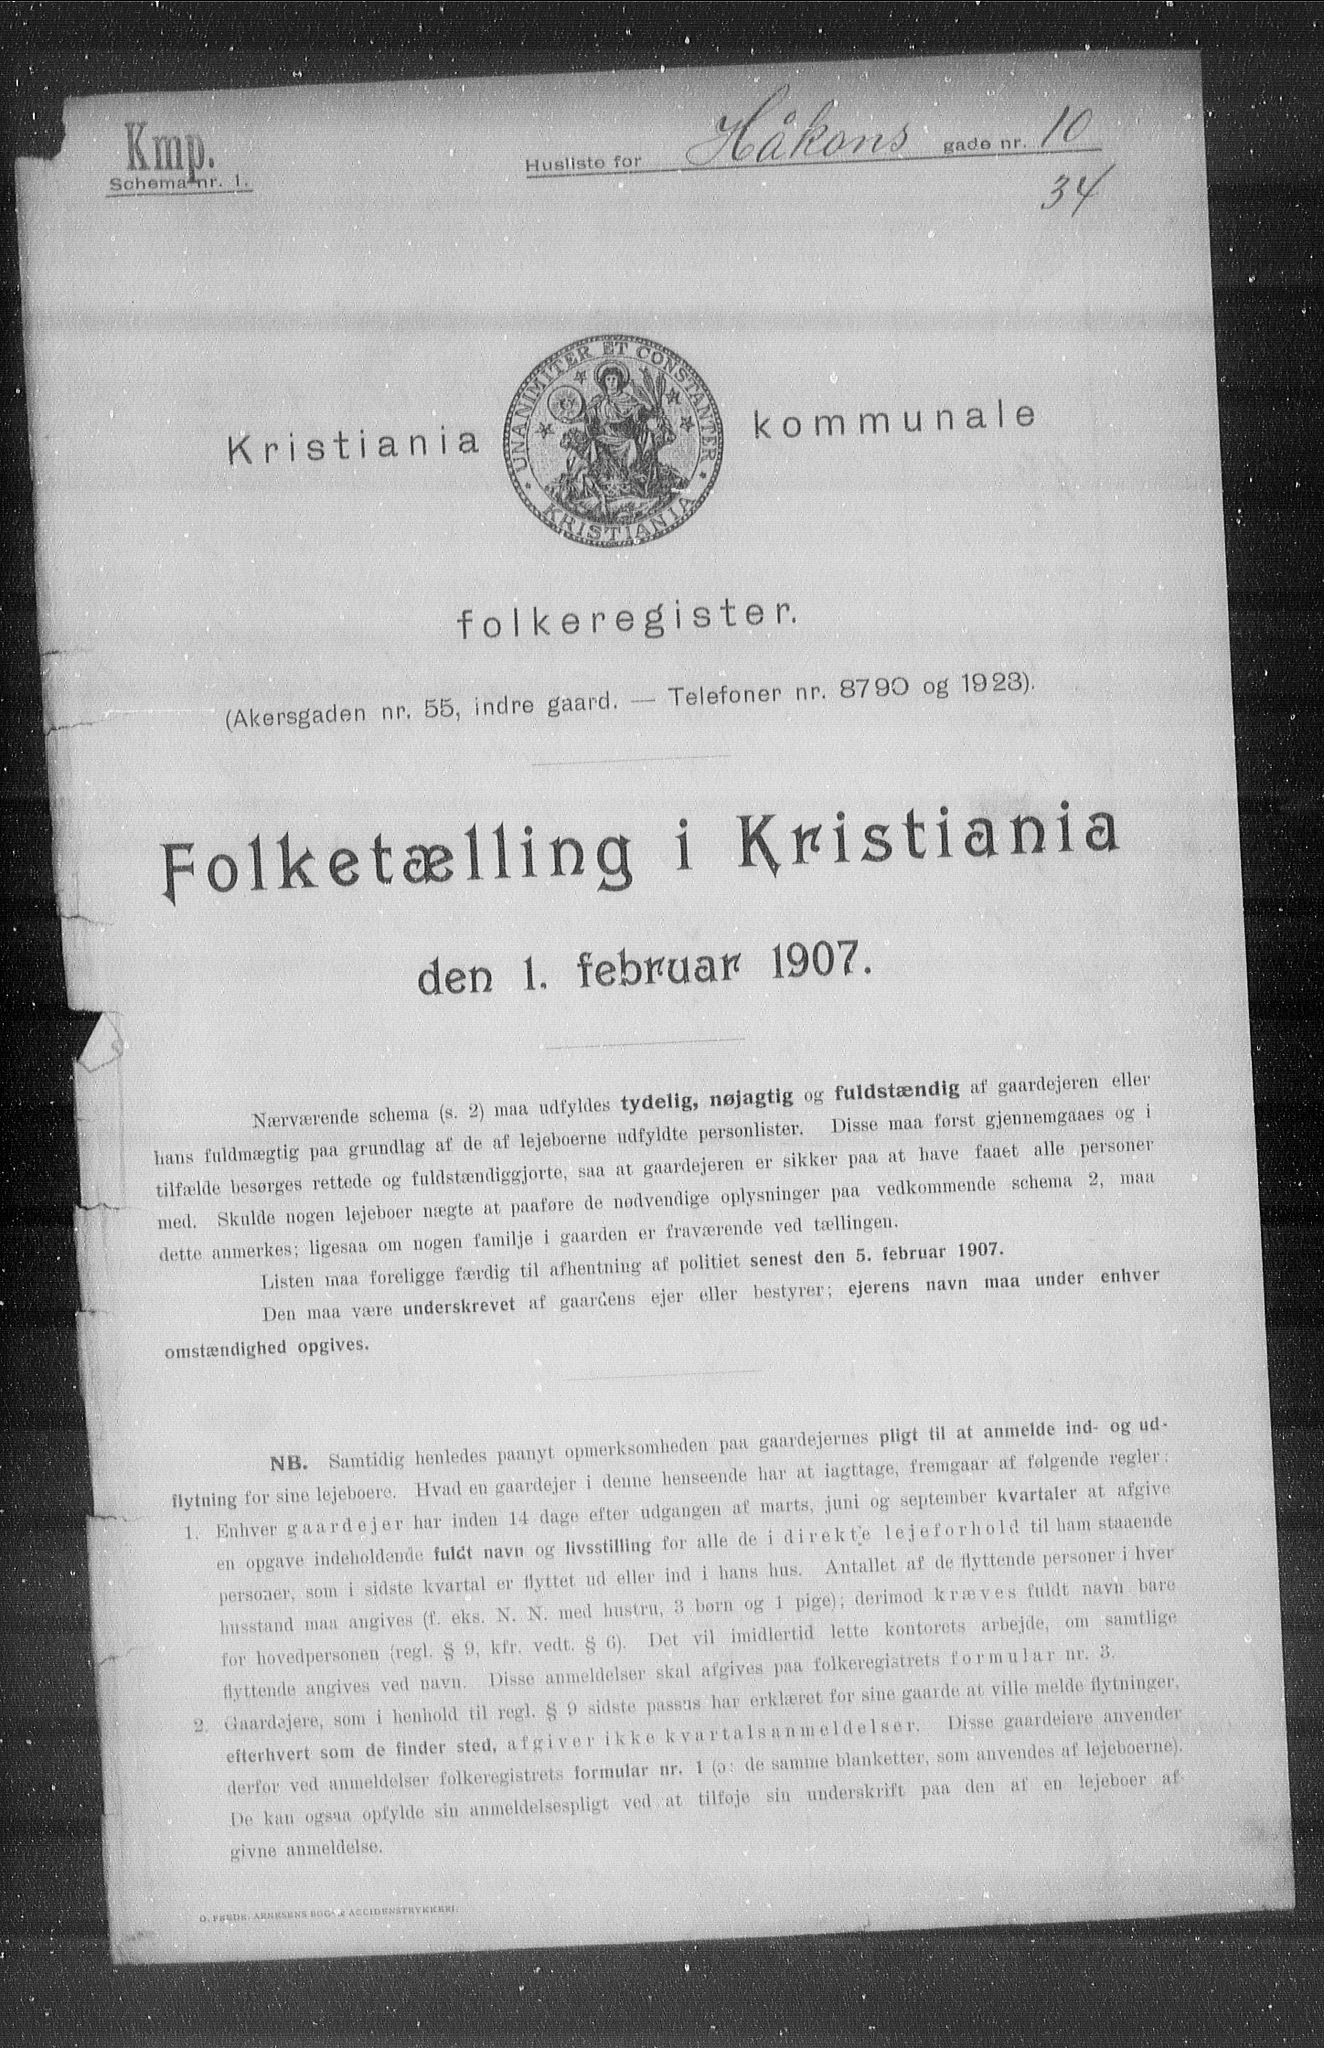 Kmp.
Schema nr. 1.
Husliste for Håkons gade nr. 10
34
UNANIMITER ET CONSTANTER
KRISTIANIA
Kristiania kommunale
folkeregister.
(Akersgaden nr. 55, indre gaard. — Telefoner nr. 8790 og 1923).
Folketælling i Kristiania
den 1. februar 1907.
Nærværende schema (s. 2) maa udfyldes tydelig, nøjagtig og fuldstændig af gaardejeren eller
hans fuldmægtig paa grundlag af de af lejeboerne udfyldte personlister. Disse maa først gjennemgaaes og i
tilfælde besørges rettede og fuldstændiggjorte, saa at gaardejeren er sikker paa at have faaet alle personer
med. Skulde nogen lejeboer nægte at paaføre de nødvendige oplysninger paa vedkommende schema 2, maa
dette anmerkes; ligesaa om nogen familje i gaarden er fraværende ved tællingen.
Listen maa foreligge færdig til afhentning af politiet senest den 5. februar 1907.
Den maa være underskrevet af gaardens ejer eller bestyrer; ejerens navn maa under enhver
omstændighed opgives.
NB. Samtidig henledes paanyt opmerksomheden paa gaardejernes pligt til at anmelde ind- og ud-
flytning for sine lejeboere. Hvad en gaardejer i denne henseende har at iagttage, fremgaar af følgende regler:
1. Enhver gaardejer har inden 14 dage efter udgangen af marts, juni og september kvartaler at afgive
en opgave indeholdende fuldt navn og livsstilling for alle de i direkte lejeforhold til ham staaende
personer, som i sidste kvartal er flyttet ud eller ind i hans hus. Antallet af de flyttende personer i hver
husstand maa angives (f. eks. N. N. med hustru, 3 børn og 1 pige); derimod kræves fuldt navn bare
for hovedpersonen (regl. § 9, kfr. vedt. § 6). Det vil imidlertid lette kontorets arbejde, om samtlige
flyttende angives ved navn. Disse anmeldelser skal afgives paa folkeregistrets formular nr. 3.
2. Gaardejere, som i henhold til regl. § 9 sidste passus har erklæret for sine gaarde at ville melde flytninger,
efterhvert som de finder sted, afgiver ikke kvartalsanmeldelser. Disse gaardeiere anvender
derfor ved anmeldelser folkeregistrets formular nr. 1 (ɔ: de samme blanketter, som anvendes af lejeboerne).
De kan ogsaa opfylde sin anmeldelsespligt ved at tilføje sin underskrift paa den af en lejeboer af-
givne anmeldelse.
O. FREDR. ARNESENS BOG- & ACCIDENSTRYKKERI.